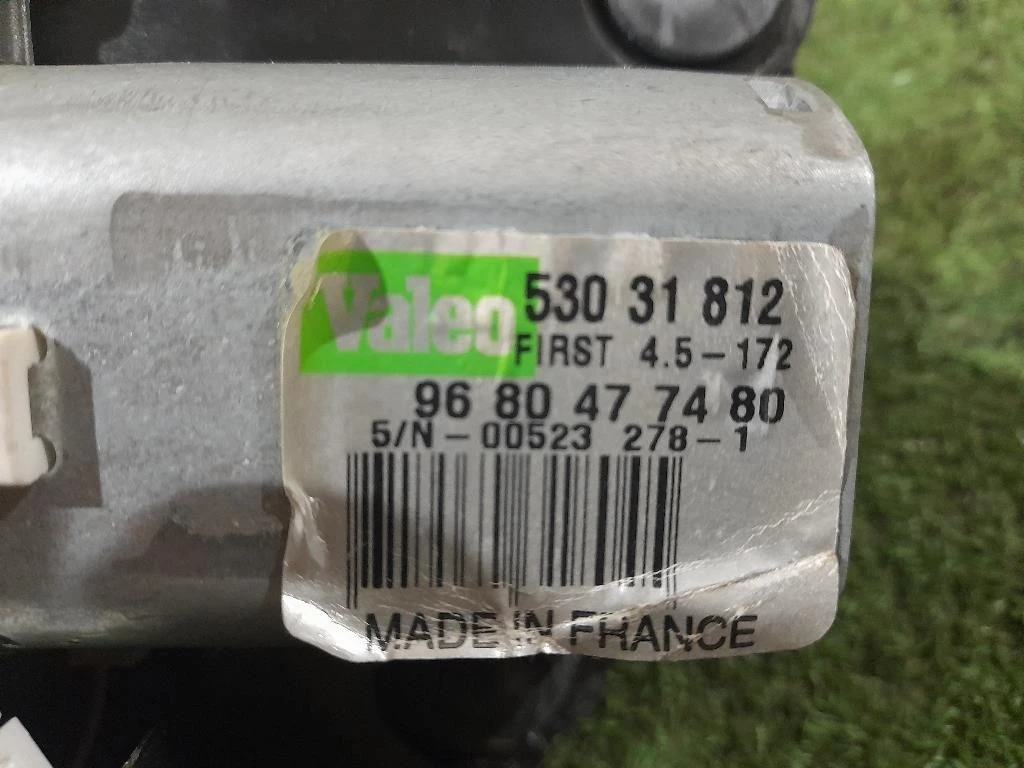 Valeo 530 31 812
FIRST 4.5-172
96 80 47 74 80
5/N-00523 278-1
MADE IN FRANCE